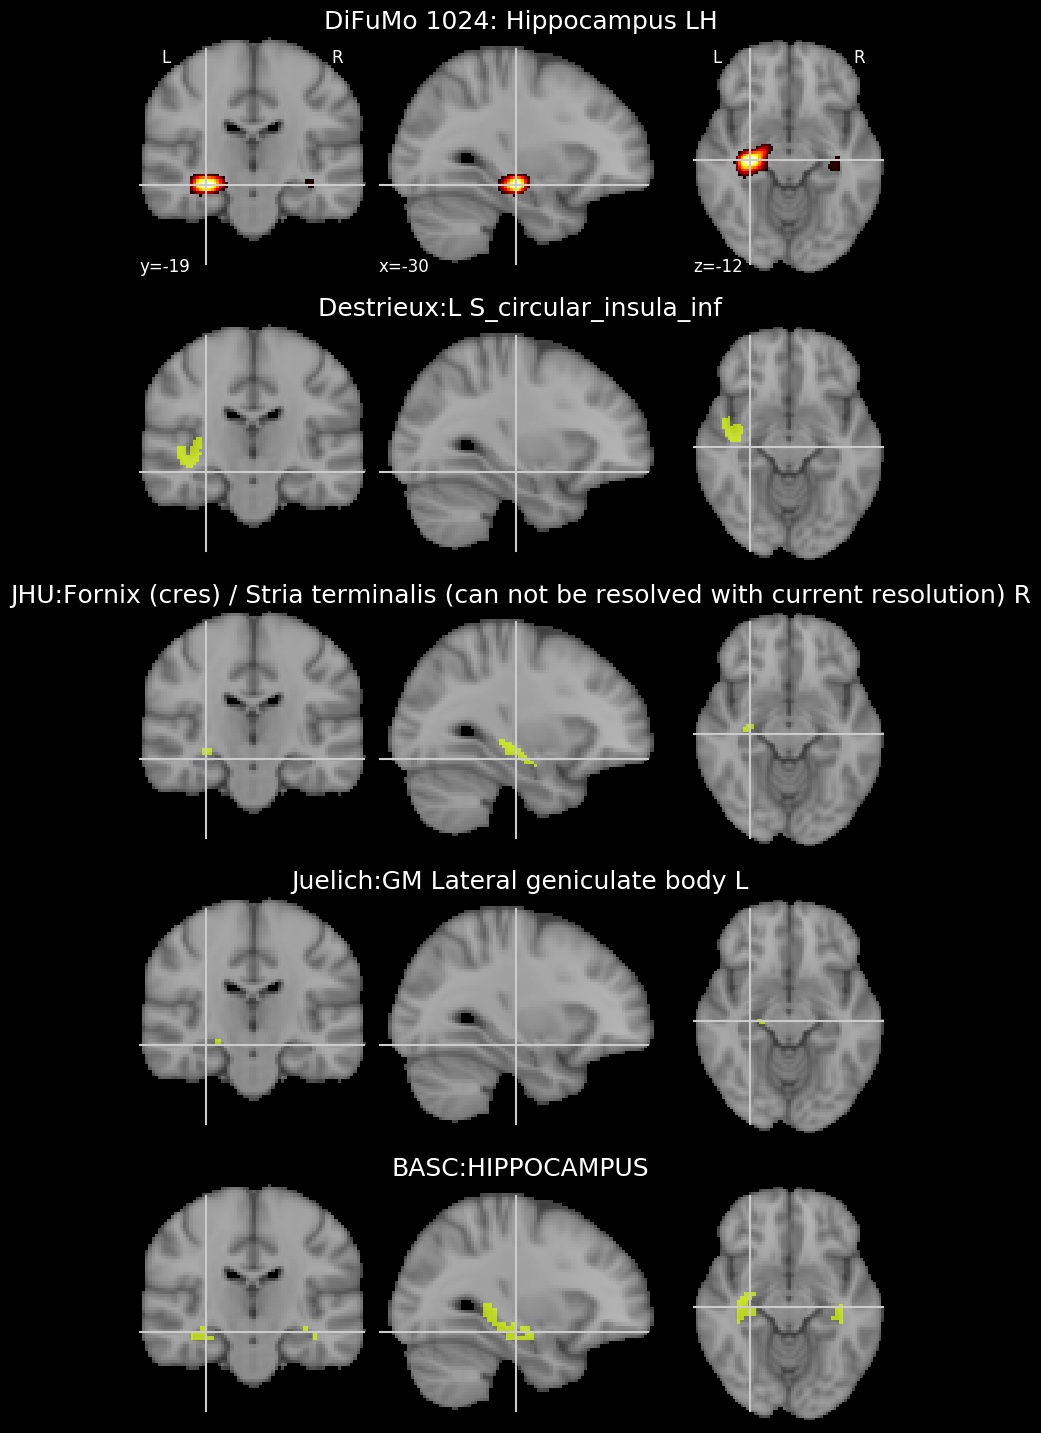 DiFuMo 1024: Hippocampus LH
L R L R
y=-19 x=-30 z=-12
Destrieux:L S_circular_insula_inf
JHU:Fornix (cres) / Stria terminalis (can not be resolved with current resolution) R
Juelich:GM Lateral geniculate body L
BASC:HIPPOCAMPUS